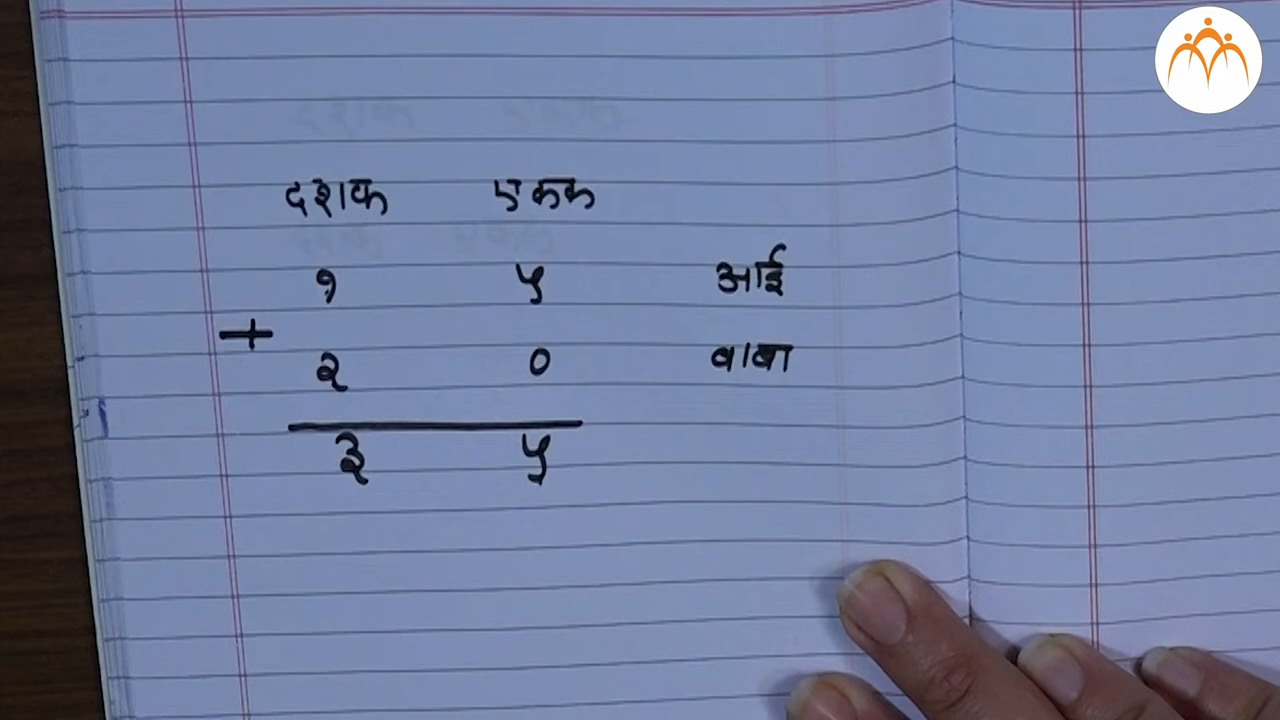 दशक एकक
१ ५ आई
+
२ ० बाबा
३ ५